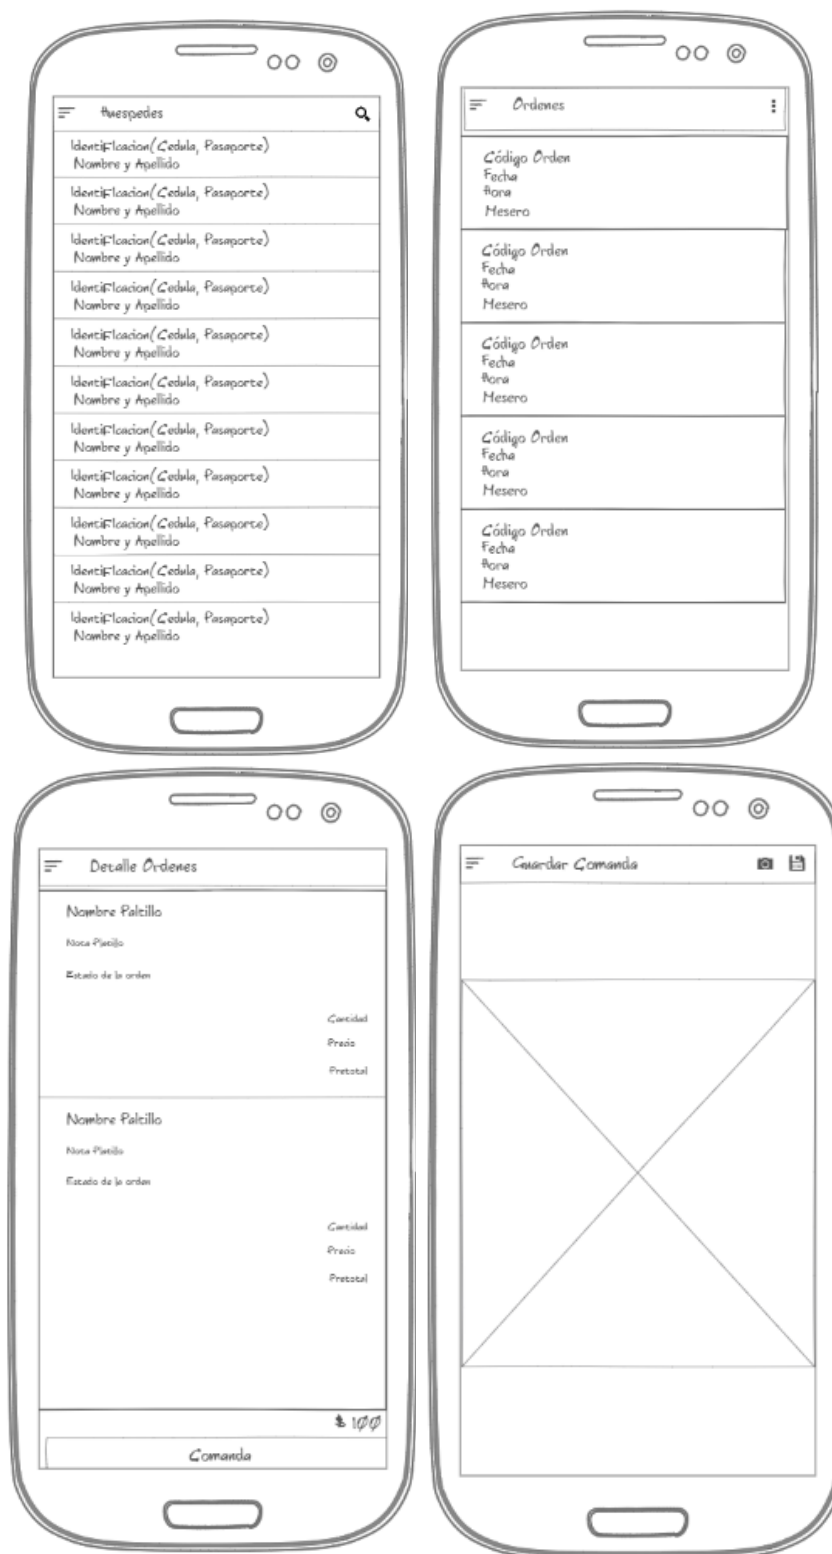 Huespedes
Identificacion(Cedula, Pasaporte)
Nombre y Apellido
Identificacion(Cedula, Pasaporte)
Nombre y Apellido
Identificacion(Cedula, Pasaporte)
Nombre y Apellido
Identificacion(Cedula, Pasaporte)
Nombre y Apellido
Identificacion(Cedula, Pasaporte)
Nombre y Apellido
Identificacion(Cedula, Pasaporte)
Nombre y Apellido
Identificacion(Cedula, Pasaporte)
Nombre y Apellido
Identificacion(Cedula, Pasaporte)
Nombre y Apellido
Identificacion(Cedula, Pasaporte)
Nombre y Apellido
Identificacion(Cedula, Pasaporte)
Nombre y Apellido
Identificacion(Cedula, Pasaporte)
Nombre y Apellido
Órdenes
Código Orden
Fecha
Hora
Mesero
Código Orden
Fecha
Hora
Mesero
Código Orden
Fecha
Hora
Mesero
Código Orden
Fecha
Hora
Mesero
Código Orden
Fecha
Hora
Mesero
Detalle Órdenes
Nombre Paltillo
Nota Platillo
Estado de la orden
Cantidad
Precio
Pretotal
Nombre Paltillo
Nota Platillo
Estado de la orden
Cantidad
Precio
Pretotal
$ 100
Comanda
Guardar Comanda